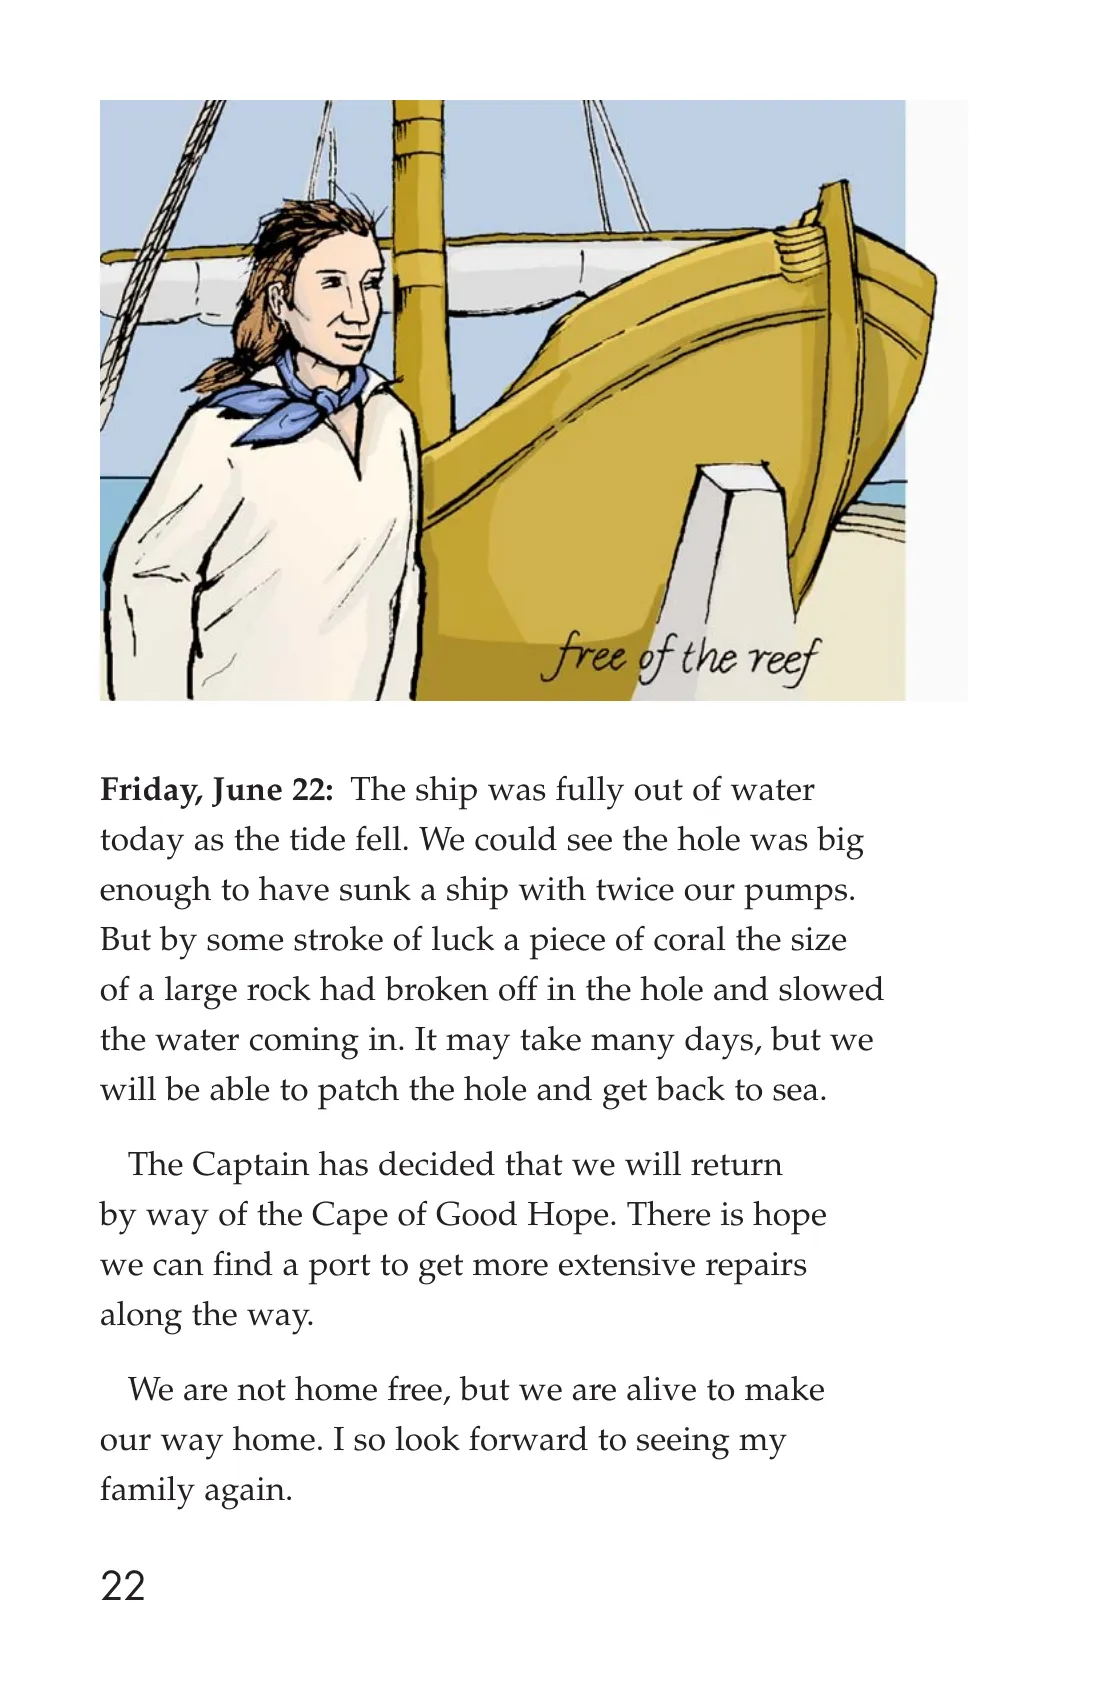 free of the reef
Friday, June 22: The ship was fully out of water
today as the tide fell. We could see the hole was big
enough to have sunk a ship with twice our pumps.
But by some stroke of luck a piece of coral the size
of a large rock had broken off in the hole and slowed
the water coming in. It may take many days, but we
will be able to patch the hole and get back to sea.
The Captain has decided that we will return
by way of the Cape of Good Hope. There is hope
we can find a port to get more extensive repairs
along the way.
We are not home free, but we are alive to make
our way home. I so look forward to seeing my
family again.
22